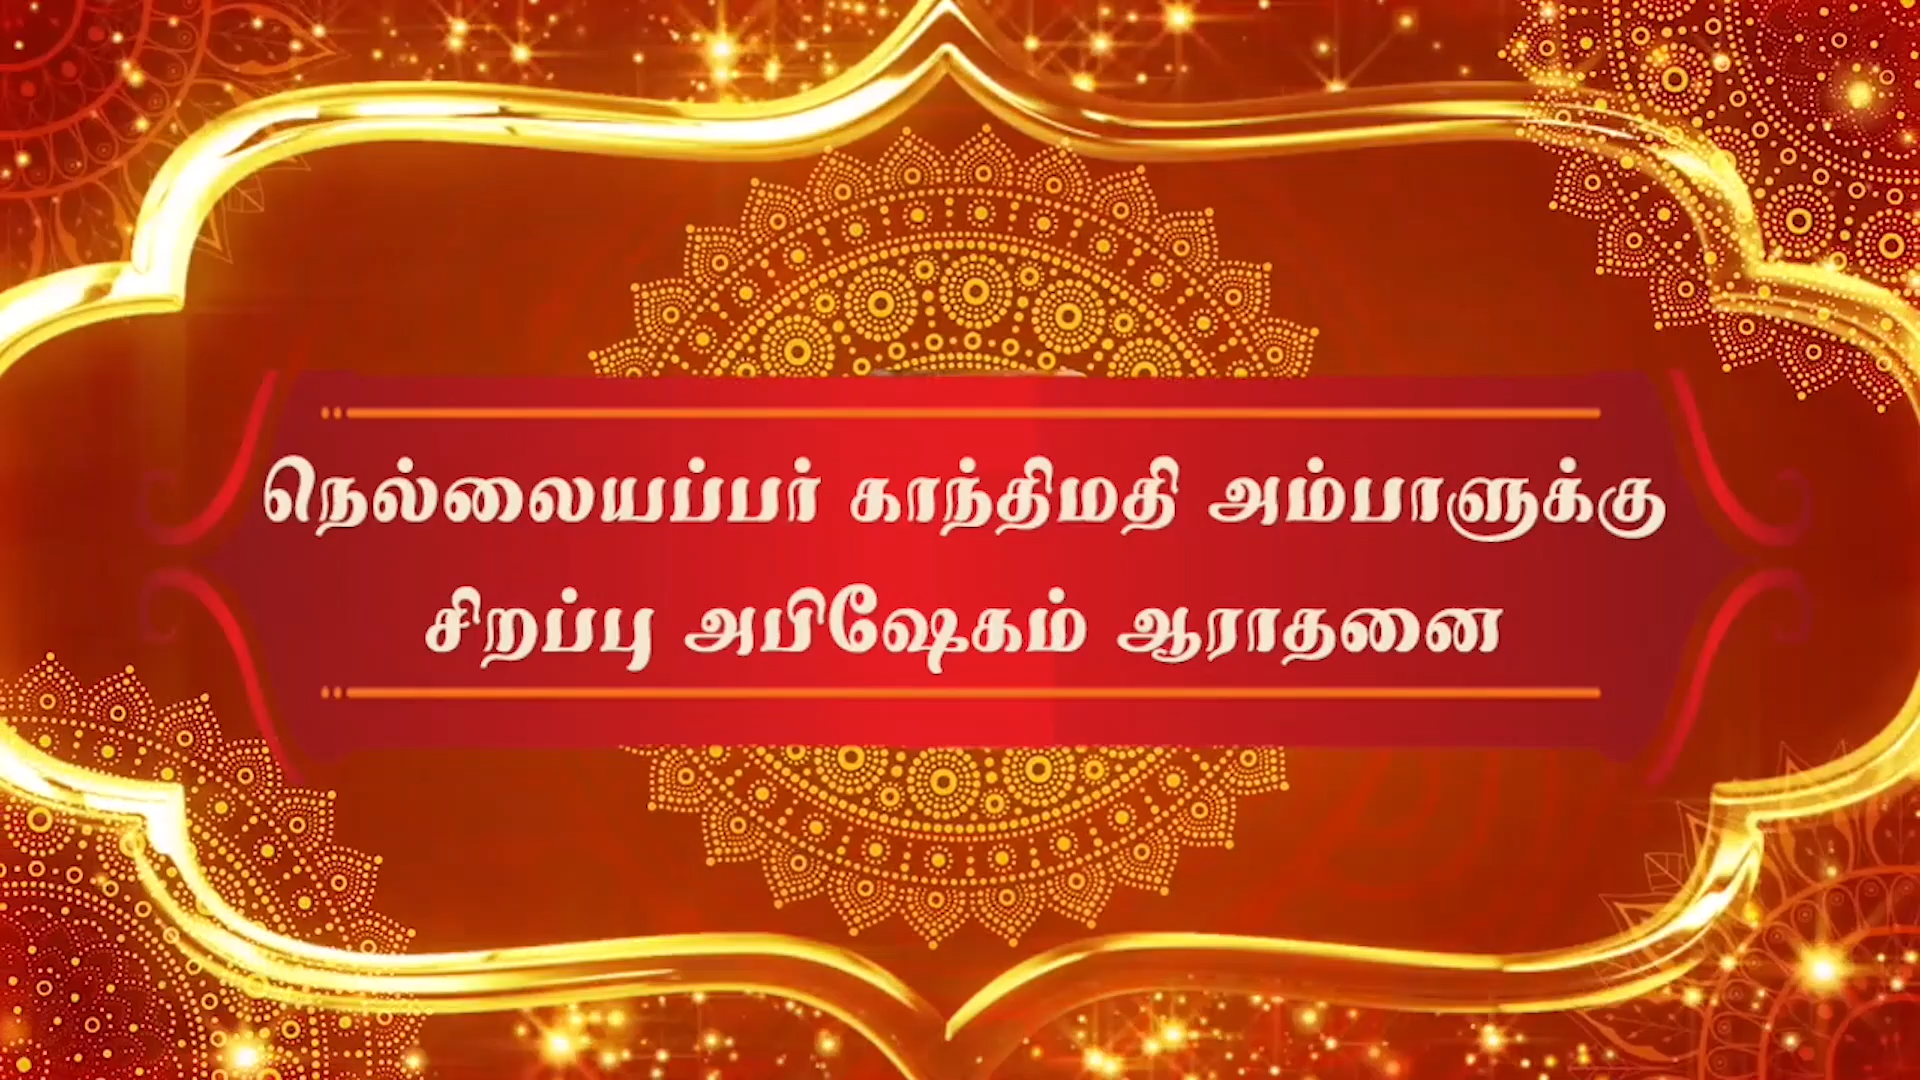 நெல்லையப்பர் காந்திமதி அம்பாளுக்கு
சிறப்பு அபிஷேகம் ஆராதனை